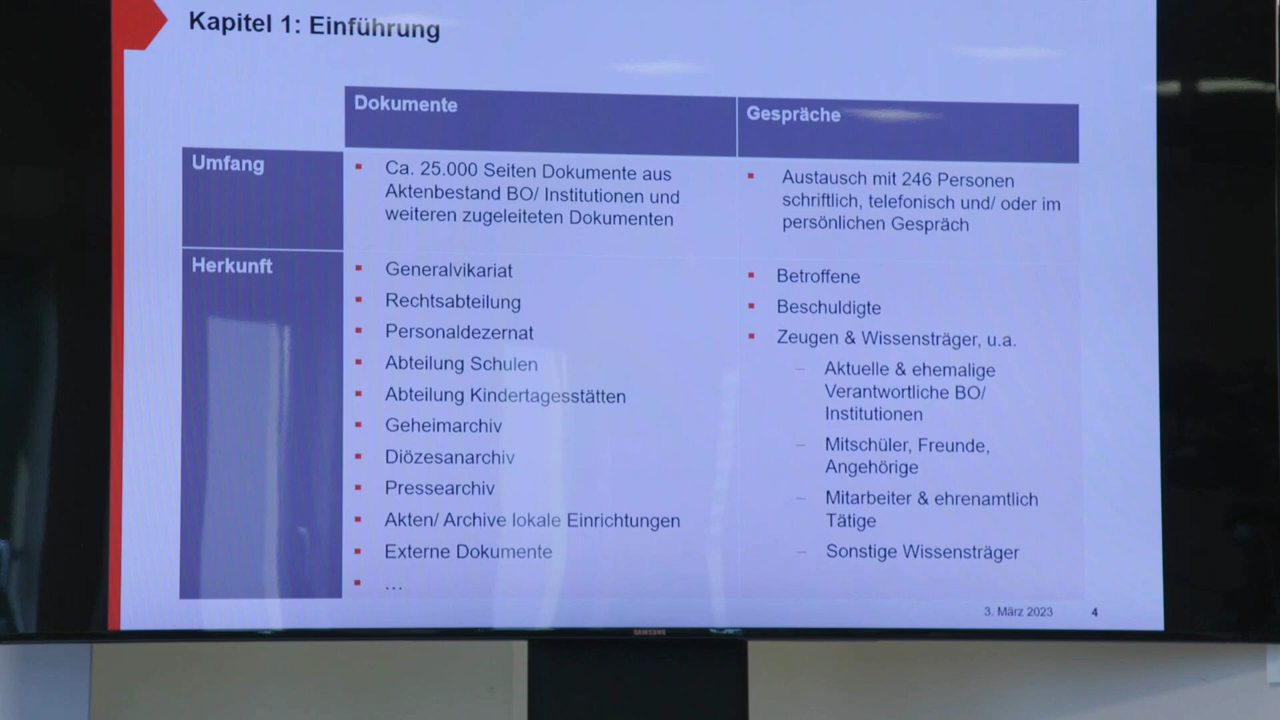 Kapitel 1: Einführung
Dokumente
Gespräche
Umfang
Ca. 25.000 Seiten Dokumente aus
Aktenbestand BO/ Institutionen und
weiteren zugeleiteten Dokumenten
Austausch mit 246 Personen
schriftlich, telefonisch und/ oder im
persönlichen Gespräch
Herkunft
Generalvikariat
Rechtsabteilung
Personaldezernat
Abteilung Schulen
Abteilung Kindertagesstätten
Geheimarchiv
Diözesanarchiv
Pressearchiv
Akten/ Archive lokale Einrichtungen
Externe Dokumente
…
Betroffene
Beschuldigte
Zeugen & Wissensträger, u.a.
– Aktuelle & ehemalige
Verantwortliche BO/
Institutionen
– Mitschüler, Freunde,
Angehörige
– Mitarbeiter & ehrenamtlich
Tätige
– Sonstige Wissensträger
3. März 2023 4
SAMSUNG